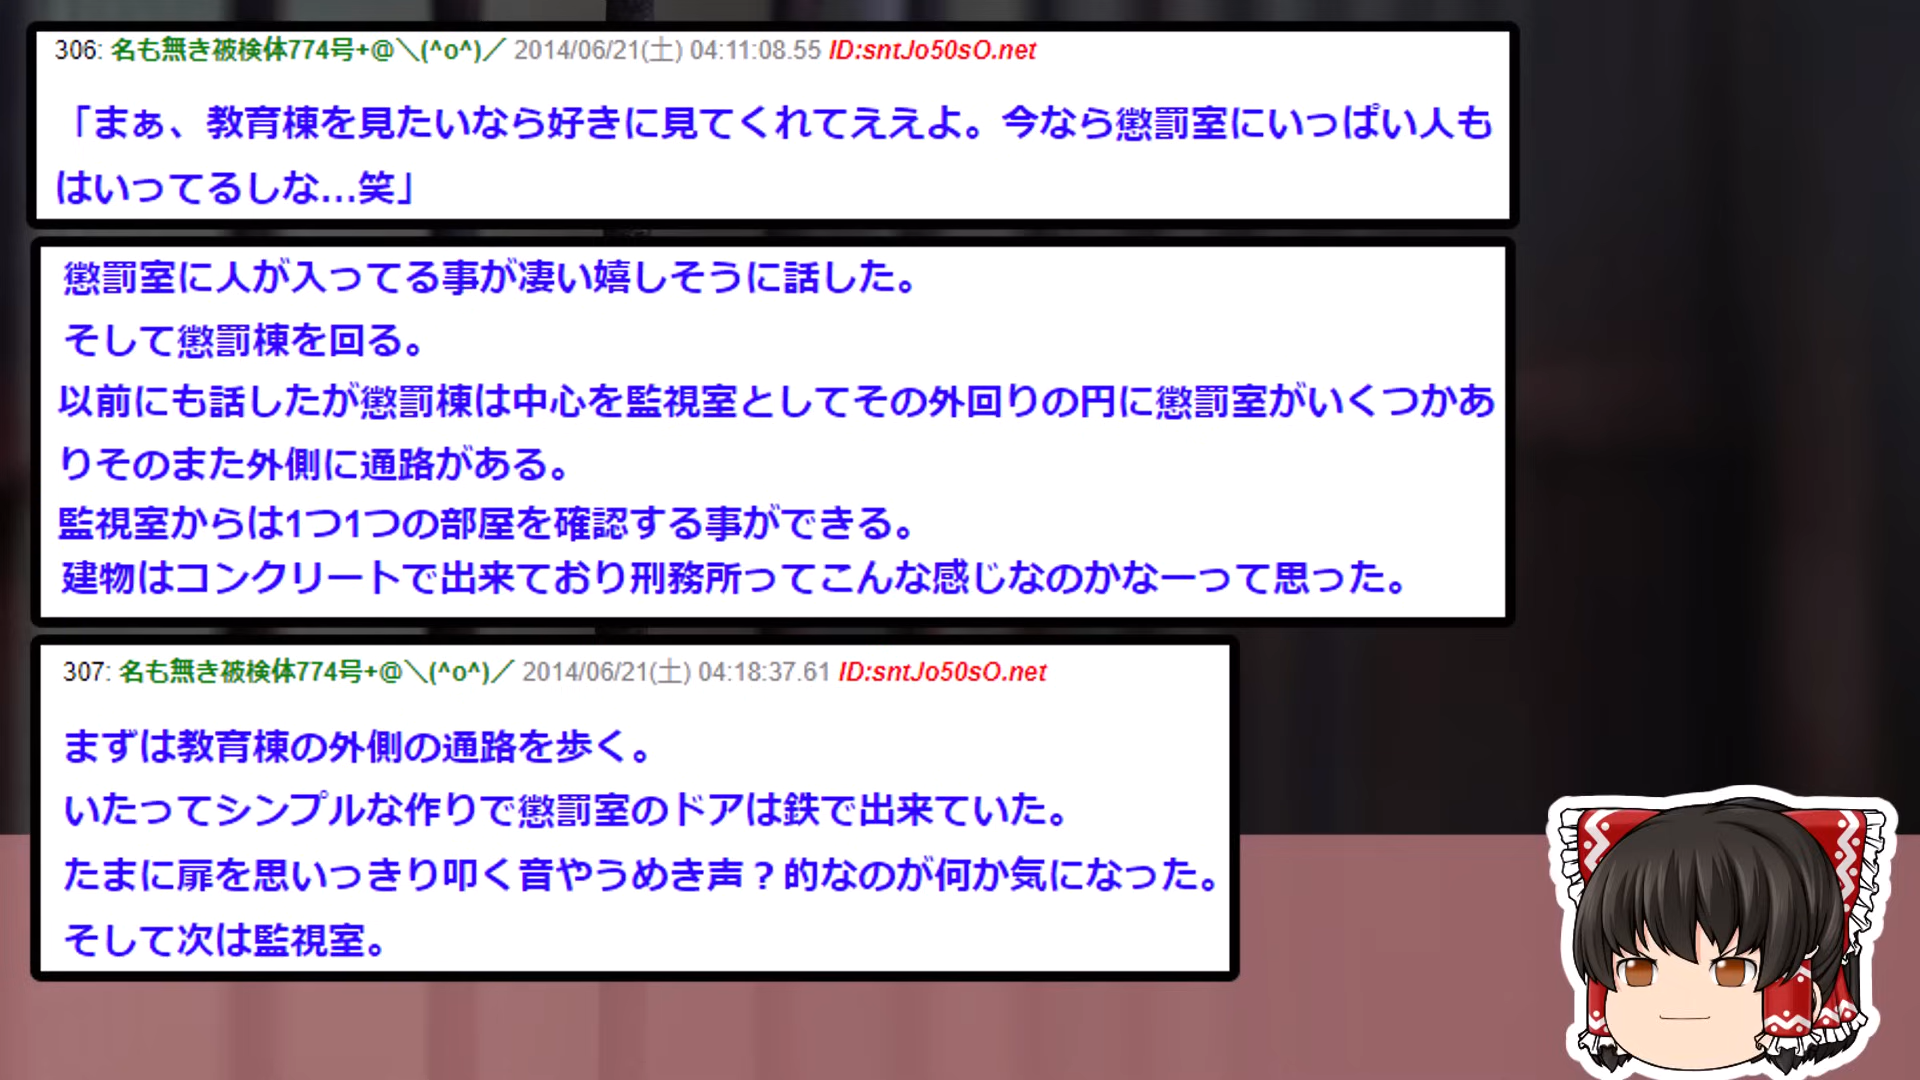 306: 名も無き被検体774号+@＼(^o^)／ 2014/06/21(土) 04:11:08.55 ID:sntJo50sO.net
「まぁ、教育棟を見たいなら好きに見てくれてええよ。今なら懲罰室にいっぱい人も
はいってるしな...笑」
懲罰室に人が入ってる事が凄い嬉しそうに話した。
そして懲罰棟を回る。
以前にも話したが懲罰棟は中心を監視室としてその外回りの円に懲罰室がいくつかあ
りそのまた外側に通路がある。
監視室からは1つ1つの部屋を確認する事ができる。
建物はコンクリートで出来ており刑務所ってこんな感じなのかなーって思った。
307: 名も無き被検体774号+@＼(^o^)／ 2014/06/21(土) 04:18:37.61 ID:sntJo50sO.net
まずは教育棟の外側の通路を歩く。
いたってシンプルな作りで懲罰室のドアは鉄で出来ていた。
たまに扉を思いっきり叩く音やうめき声？的なのが何か気になった。
そして次は監視室。